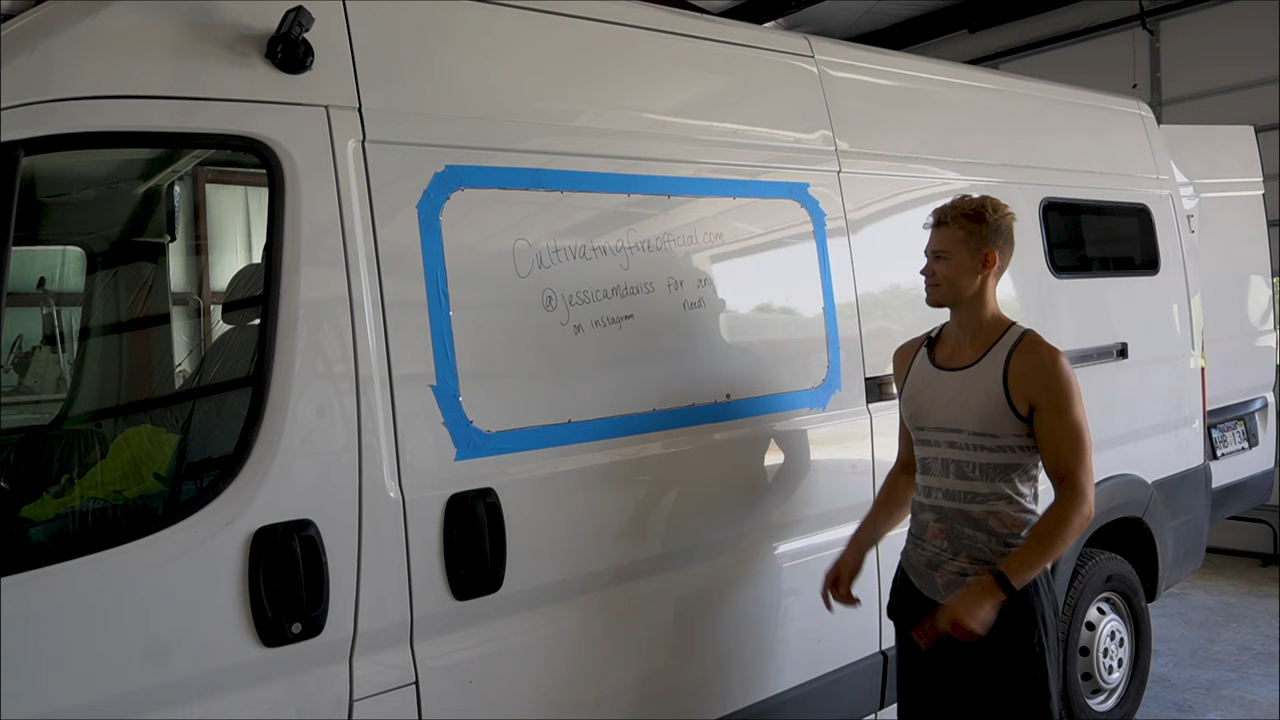 Cultivatingfireofficial.com
@jessicamdaviss for
on instagram needs